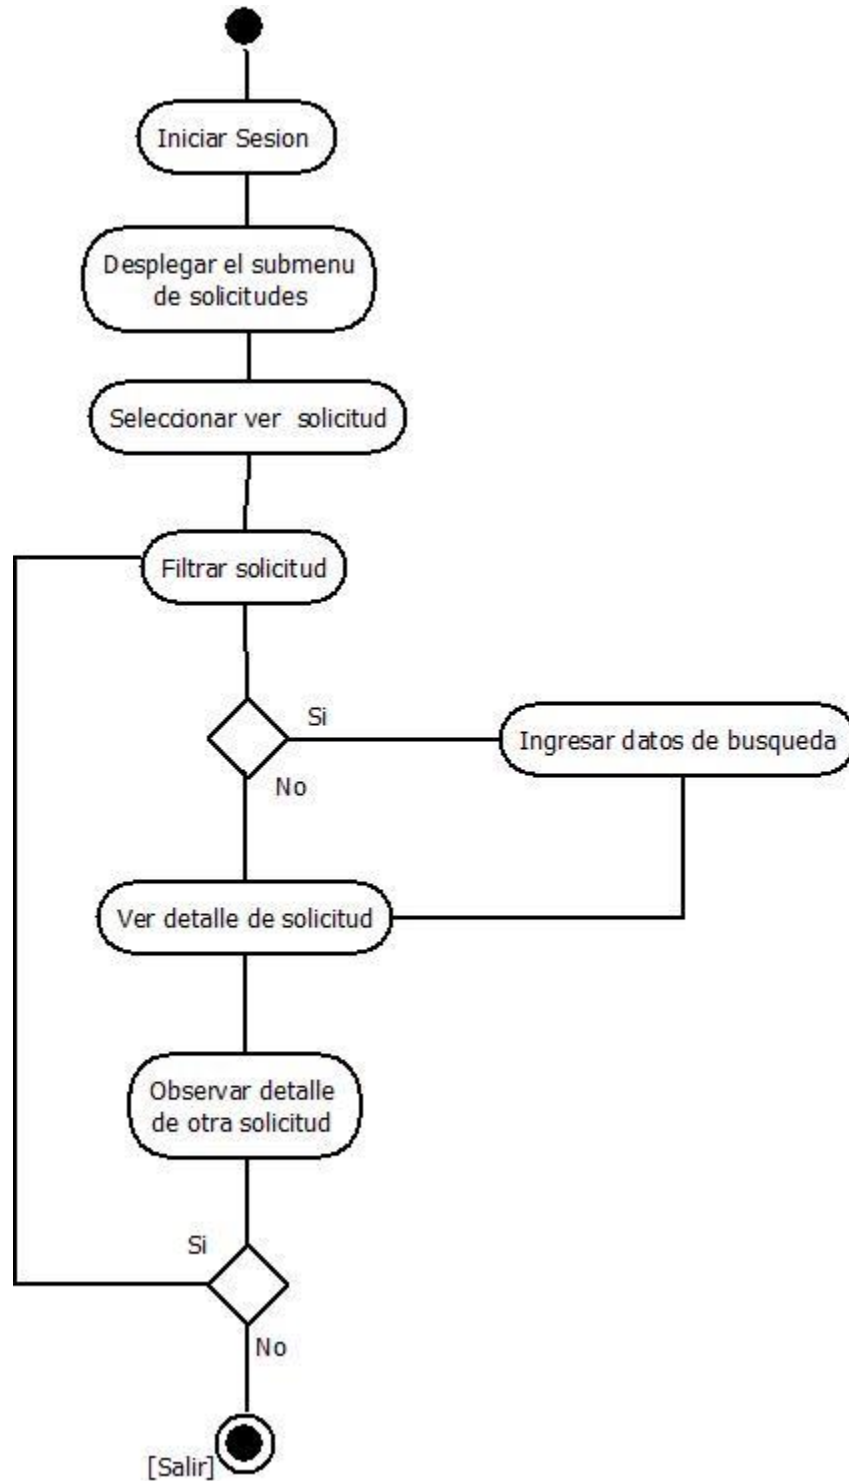 Iniciar Sesion
Desplegar el submenu
de solicitudes
Seleccionar ver solicitud
Filtrar solicitud
Si
Ingresar datos de busqueda
No
Ver detalle de solicitud
Observar detalle
de otra solicitud
Si
No
[Salir]